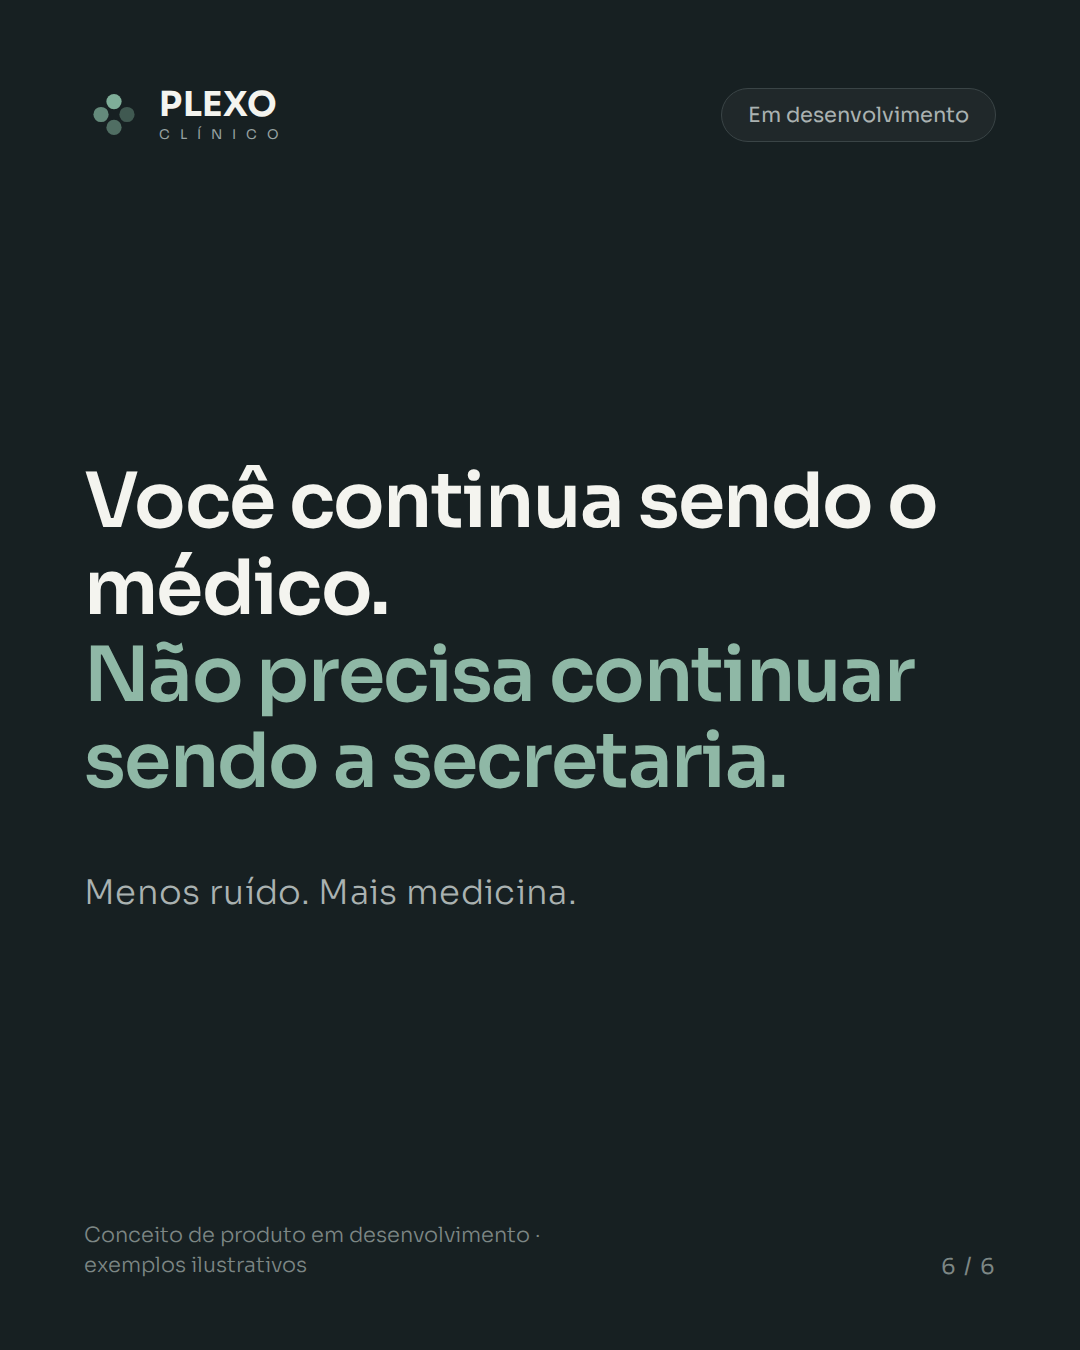 PLEXO
CLÍNICO
Em desenvolvimento
Você continua sendo o
médico.
Não precisa continuar
sendo a secretaria.
Menos ruído. Mais medicina.
Conceito de produto em desenvolvimento ·
exemplos ilustrativos
6 / 6